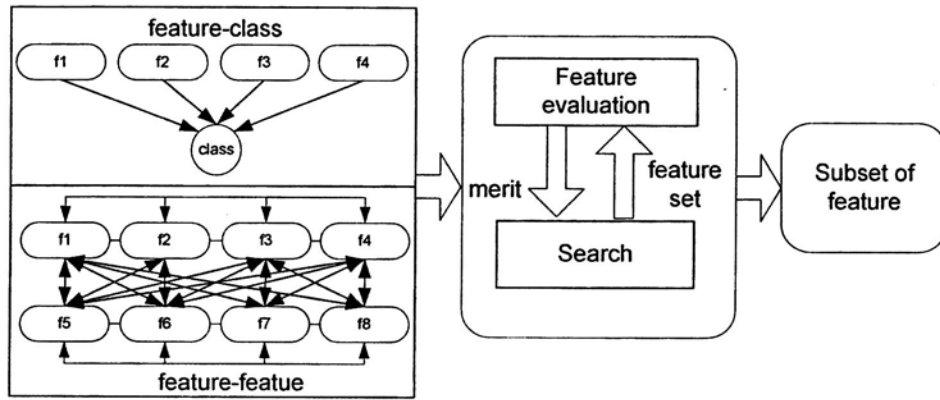 feature-class
f1 f2 f3 f4
class
f1 f2 f3 f4
f5 f6 f7 f8
feature-featue
Feature
evaluation
merit
feature
set
Search
Subset of
feature